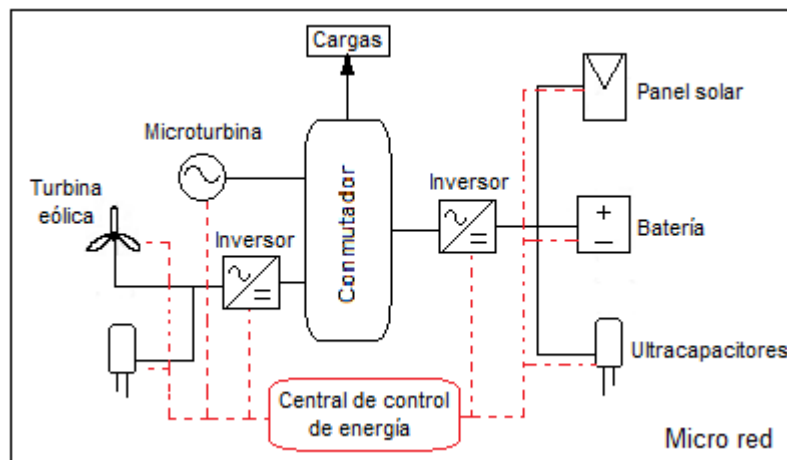 Cargas
Microturbina
Turbina
eólica
Inversor
Conmutador
Inversor
Panel solar
Batería
Ultracapacitores
Central de control
de energía
Micro red